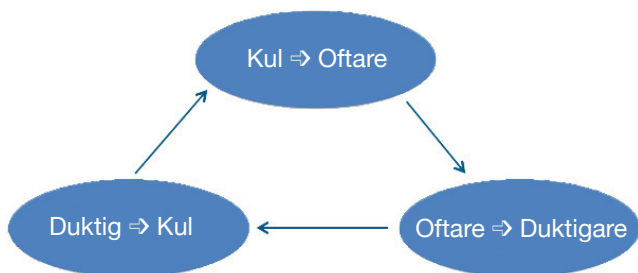 Kul ➩ Oftare
Duktig ➩ Kul
Oftare ➩ Duktigare